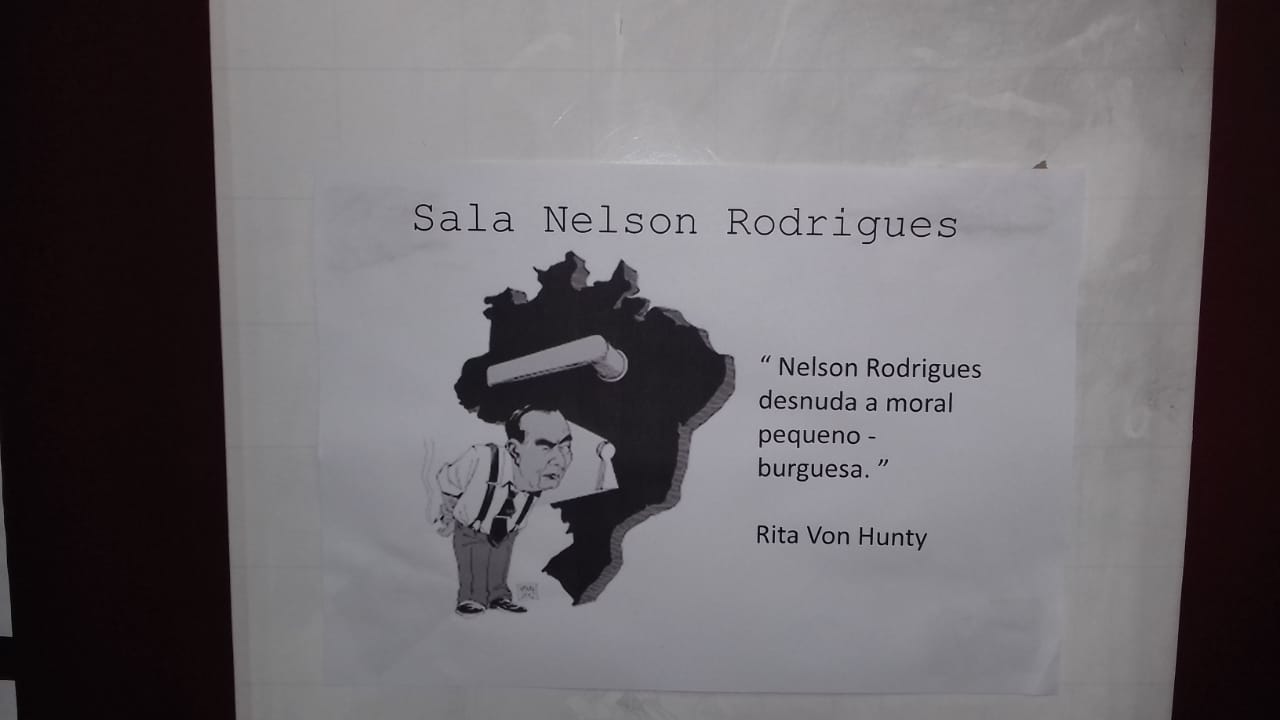 Sala Nelson Rodrigues
“ Nelson Rodrigues
desnuda a moral
pequeno -
burguesa. ”
Rita Von Hunty